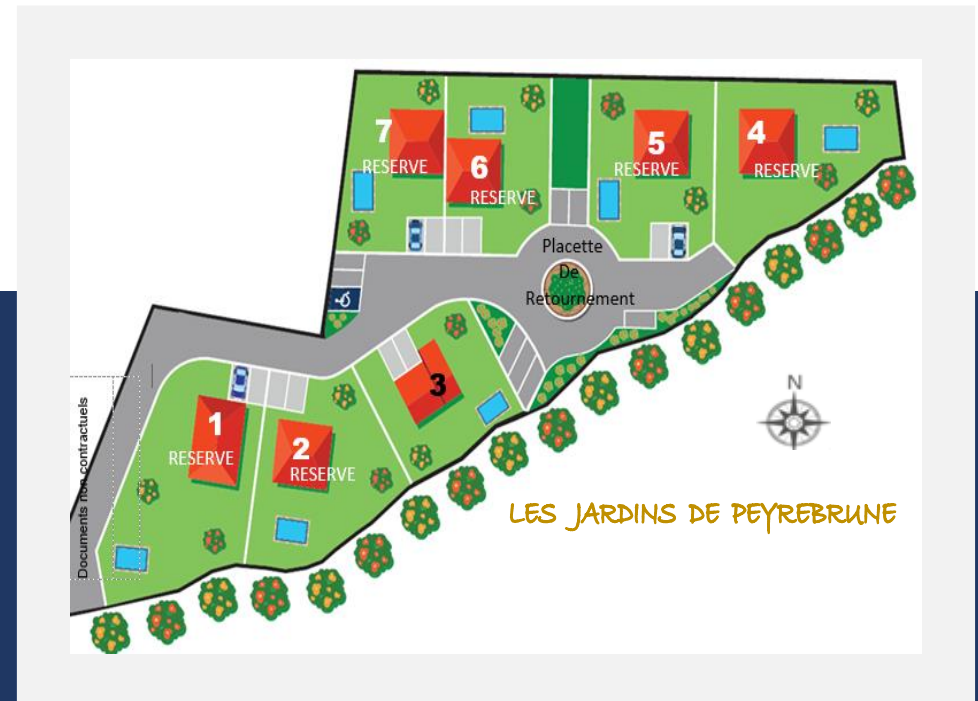 7
RESERVE
6
RESERVE
5
RESERVE
4
RESERVE
Placette
De
Retournement
3
1
RESERVE
2
RESERVE
Documents non contractuels
N
LES JARDINS DE PEYREBRUNE